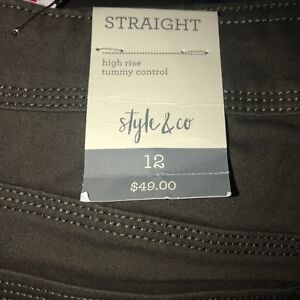 STRAIGHT
high rise
tummy control
style & co
12
$49.00